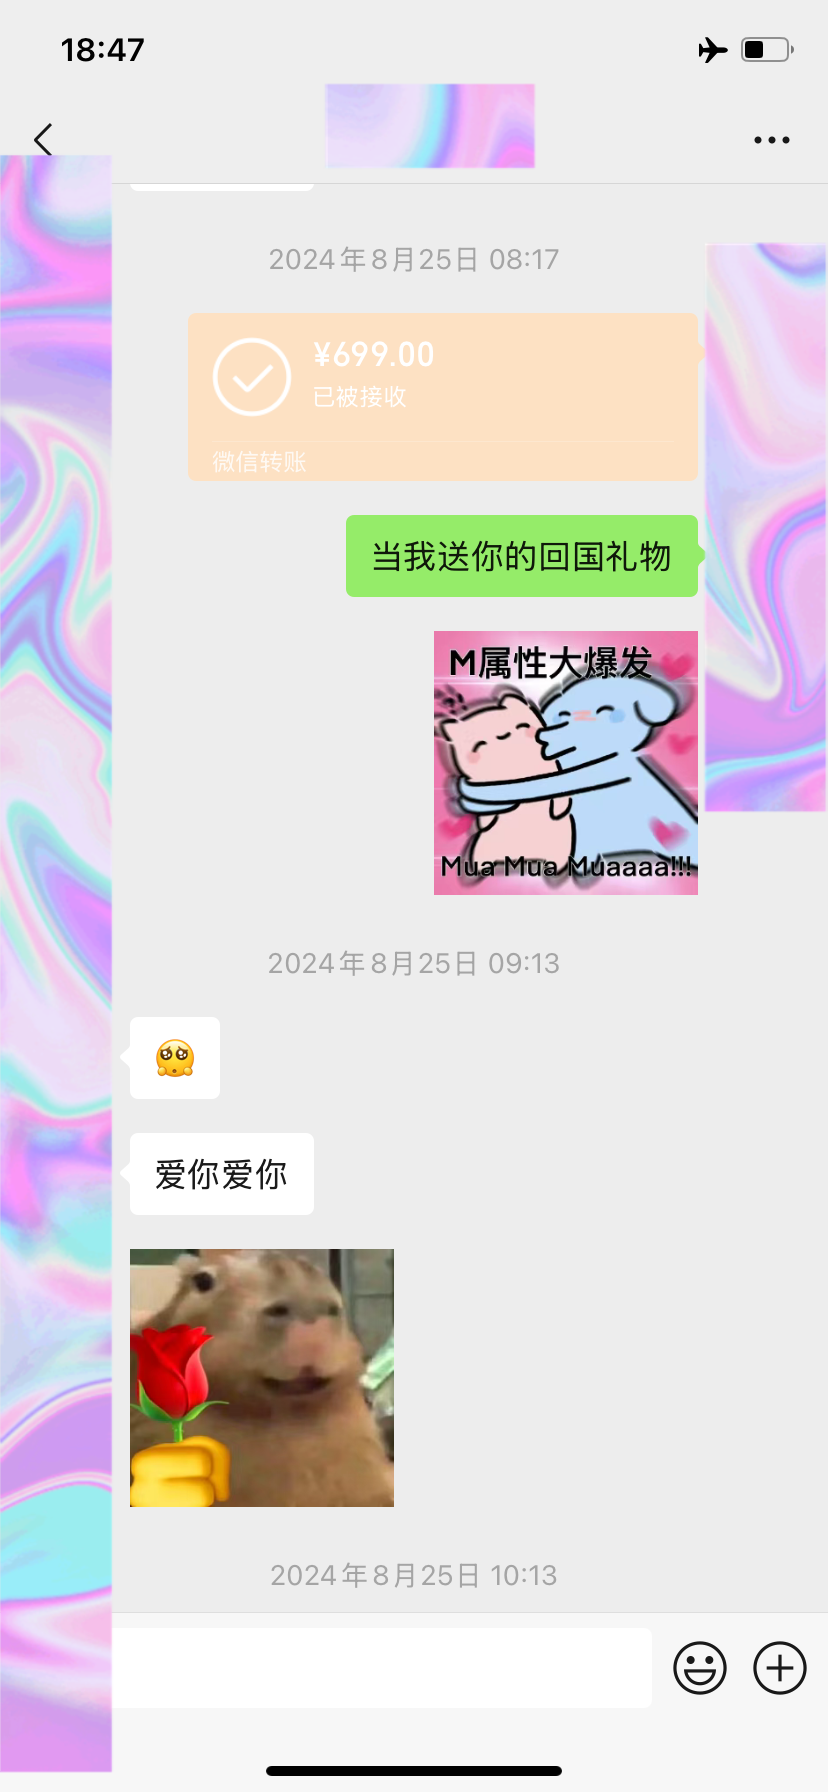 18:47
2024年8月25日 08:17
¥699.00
已被接收
微信转账
当我送你的回国礼物
M属性大爆发
Mua Mua Muaaaa!!!
2024年8月25日 09:13
爱你爱你
2024年8月25日 10:13